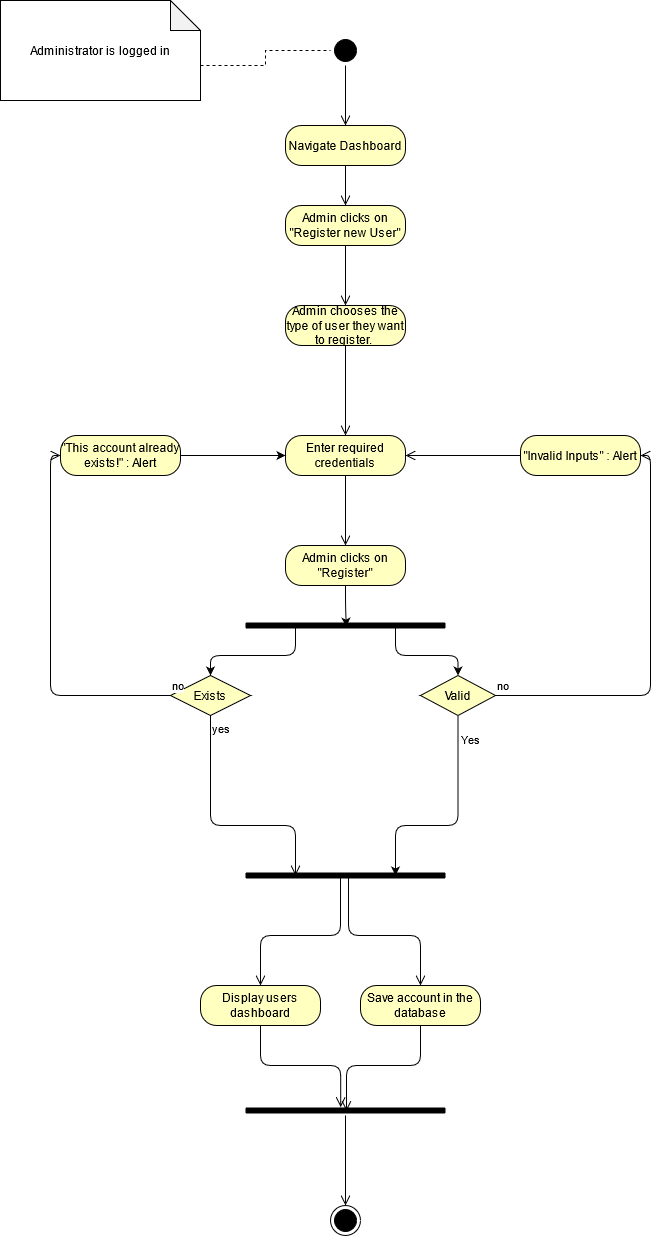 Administrator is logged in
Navigate Dashboard
Admin clicks on
"Register new User"
Admin chooses the
type of user they want
to register.
"This account already
exists!" : Alert
Enter required
credentials
"Invalid Inputs" : Alert
Admin clicks on
"Register"
no
Exists
Valid
no
yes
Yes
Display users
dashboard
Save account in the
database